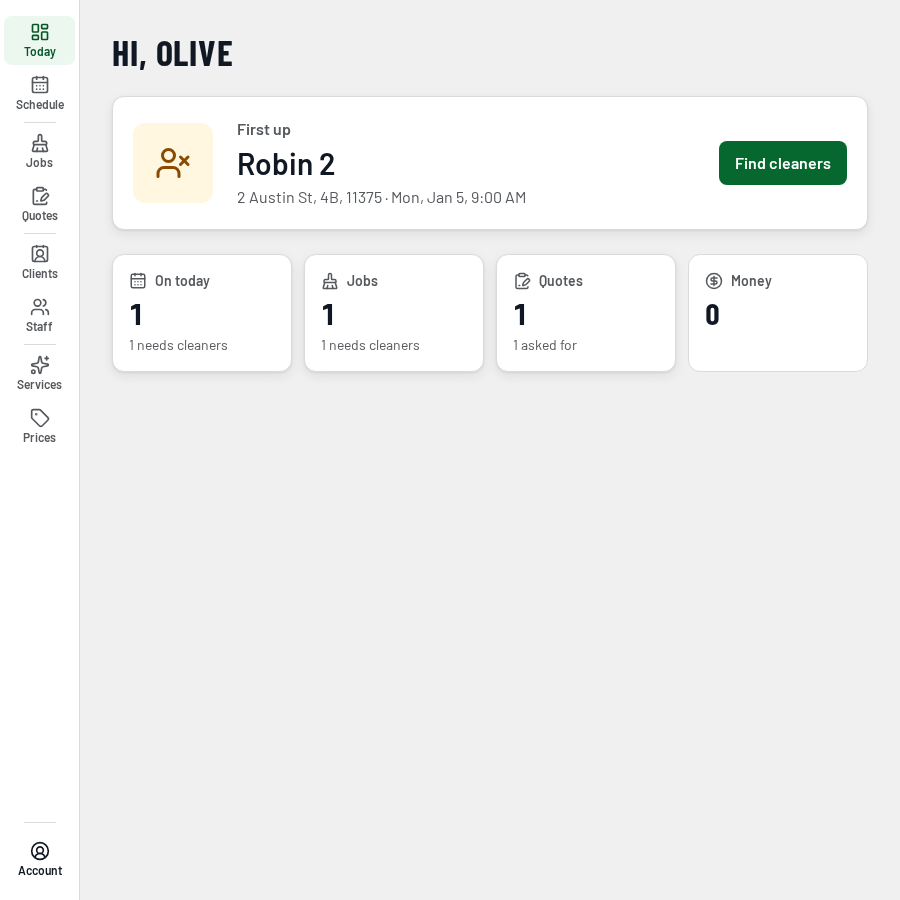 Today
Schedule
Jobs
Quotes
Clients
Staff
Services
Prices
Account
HI, OLIVE
First up
Robin 2
2 Austin St, 4B, 11375 · Mon, Jan 5, 9:00 AM
Find cleaners
On today
1
1 needs cleaners
Jobs
1
1 needs cleaners
Quotes
1
1 asked for
Money
0